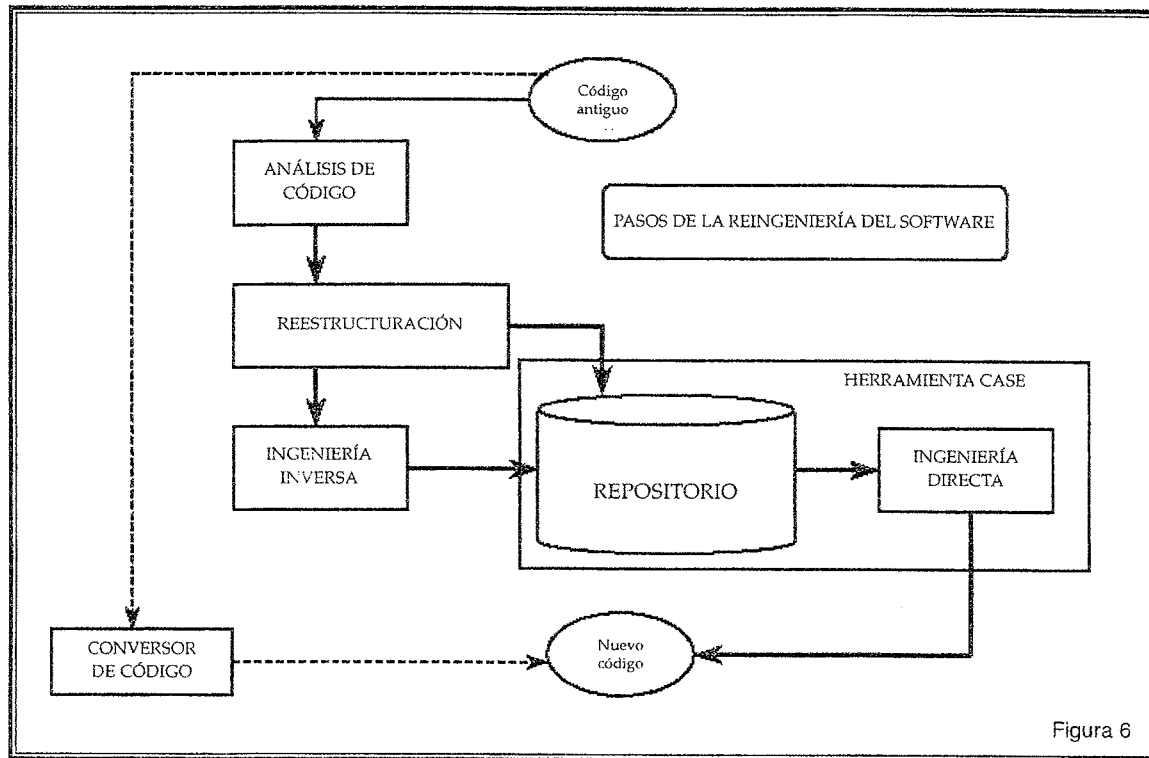 Código
antiguo
ANÁLISIS DE
CÓDIGO
PASOS DE LA REINGENIERÍA DEL SOFTWARE
REESTRUCTURACIÓN
HERRAMIENTA CASE
INGENIERÍA
INVERSA
REPOSITORIO
INGENIERÍA
DIRECTA
CONVERSOR
DE CÓDIGO
Nuevo
código
Figura 6